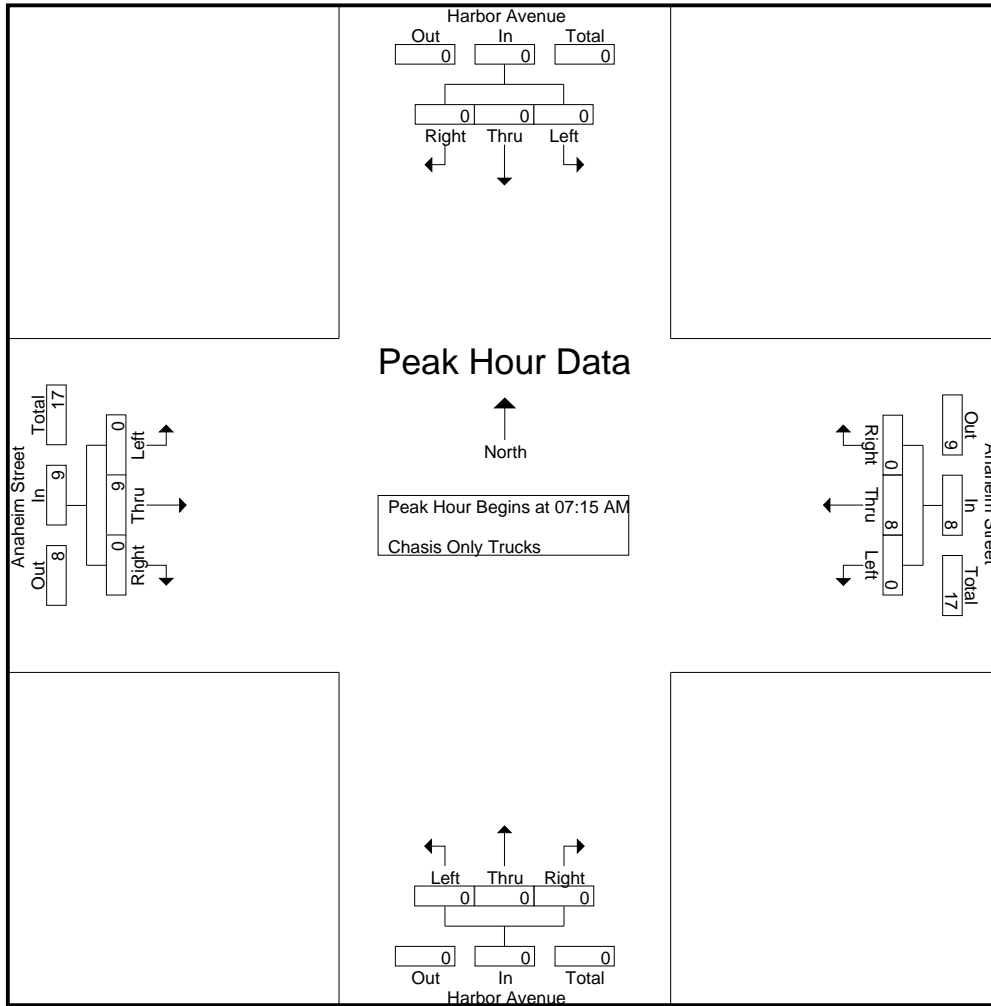 Harbor Avenue
Out In Total
0 0 0
0 0 0
Right Thru Left
Peak Hour Data
North
Peak Hour Begins at 07:15 AM
Chasis Only Trucks
Anaheim Street
Total In Out
17 9 8
0 9 0
Left Thru Right
Anaheim Street
Out In Total
9 8 17
0 8 0
Right Thru Left
Left Thru Right
0 0 0
0 0 0
Out In Total
Harbor Avenue